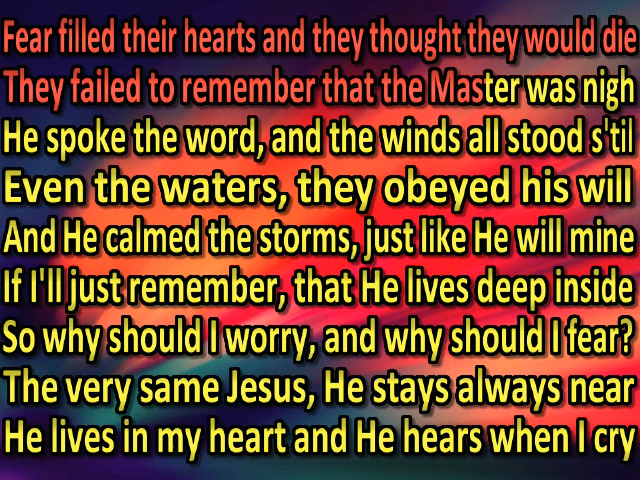 Fear filled their hearts and they thought they would die
They failed to remember that the Master was nigh
He spoke the word, and the winds all stood s'til
Even the waters, they obeyed his will
And He calmed the storms, just like He will mine
If I'll just remember, that He lives deep inside
So why should I worry, and why should I fear?
The very same Jesus, He stays always near
He lives in my heart and He hears when I cry